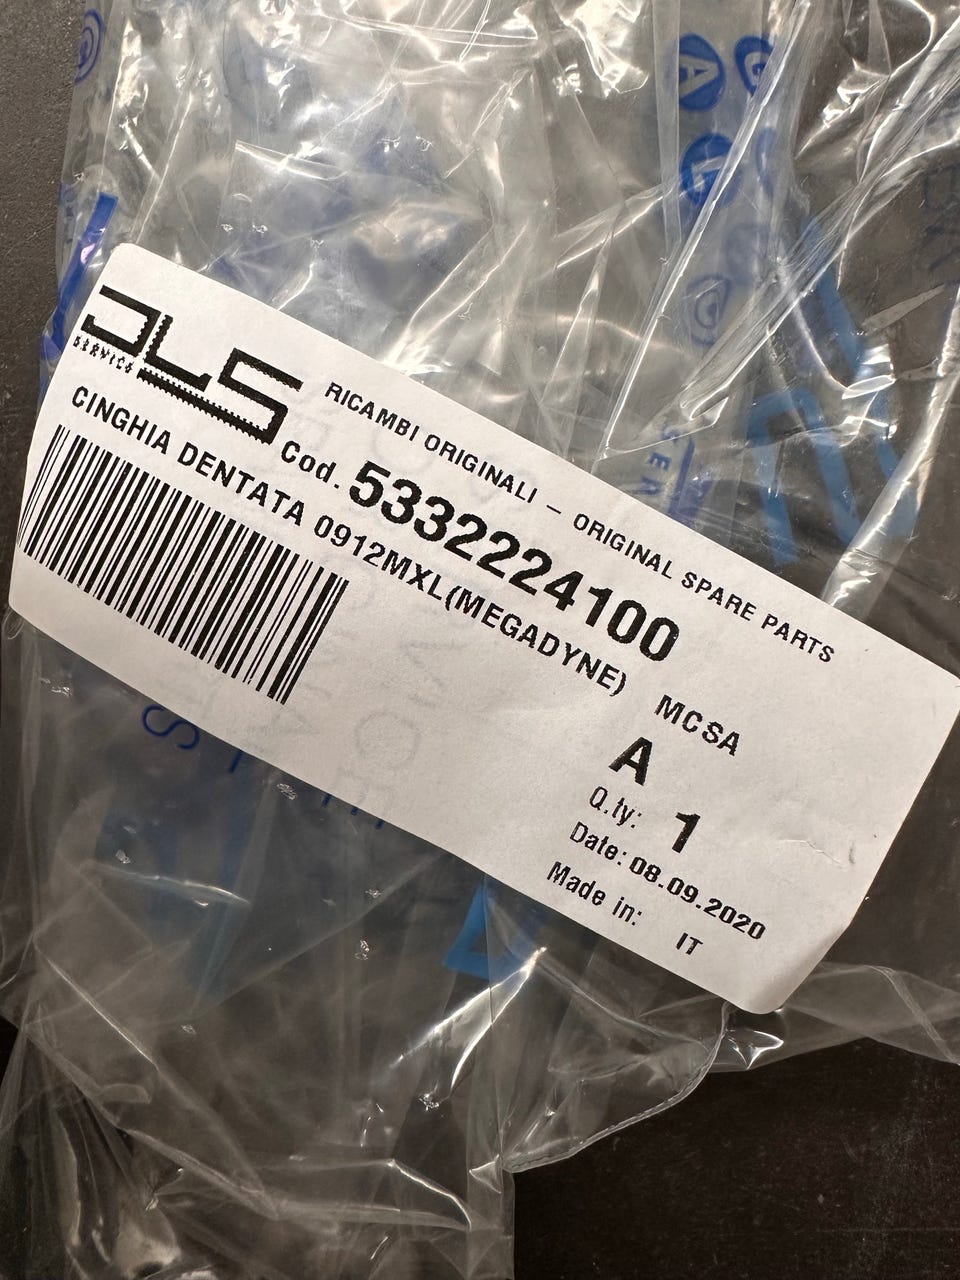 DLS
SERVICE
RICAMBI ORIGINALI – ORIGINAL SPARE PARTS
Cod. 5332224100
CINGHIA DENTATA 0912MXL(MEGADYNE)
MCSA
A
Q.ty: 1
Date: 08.09.2020
Made in: IT